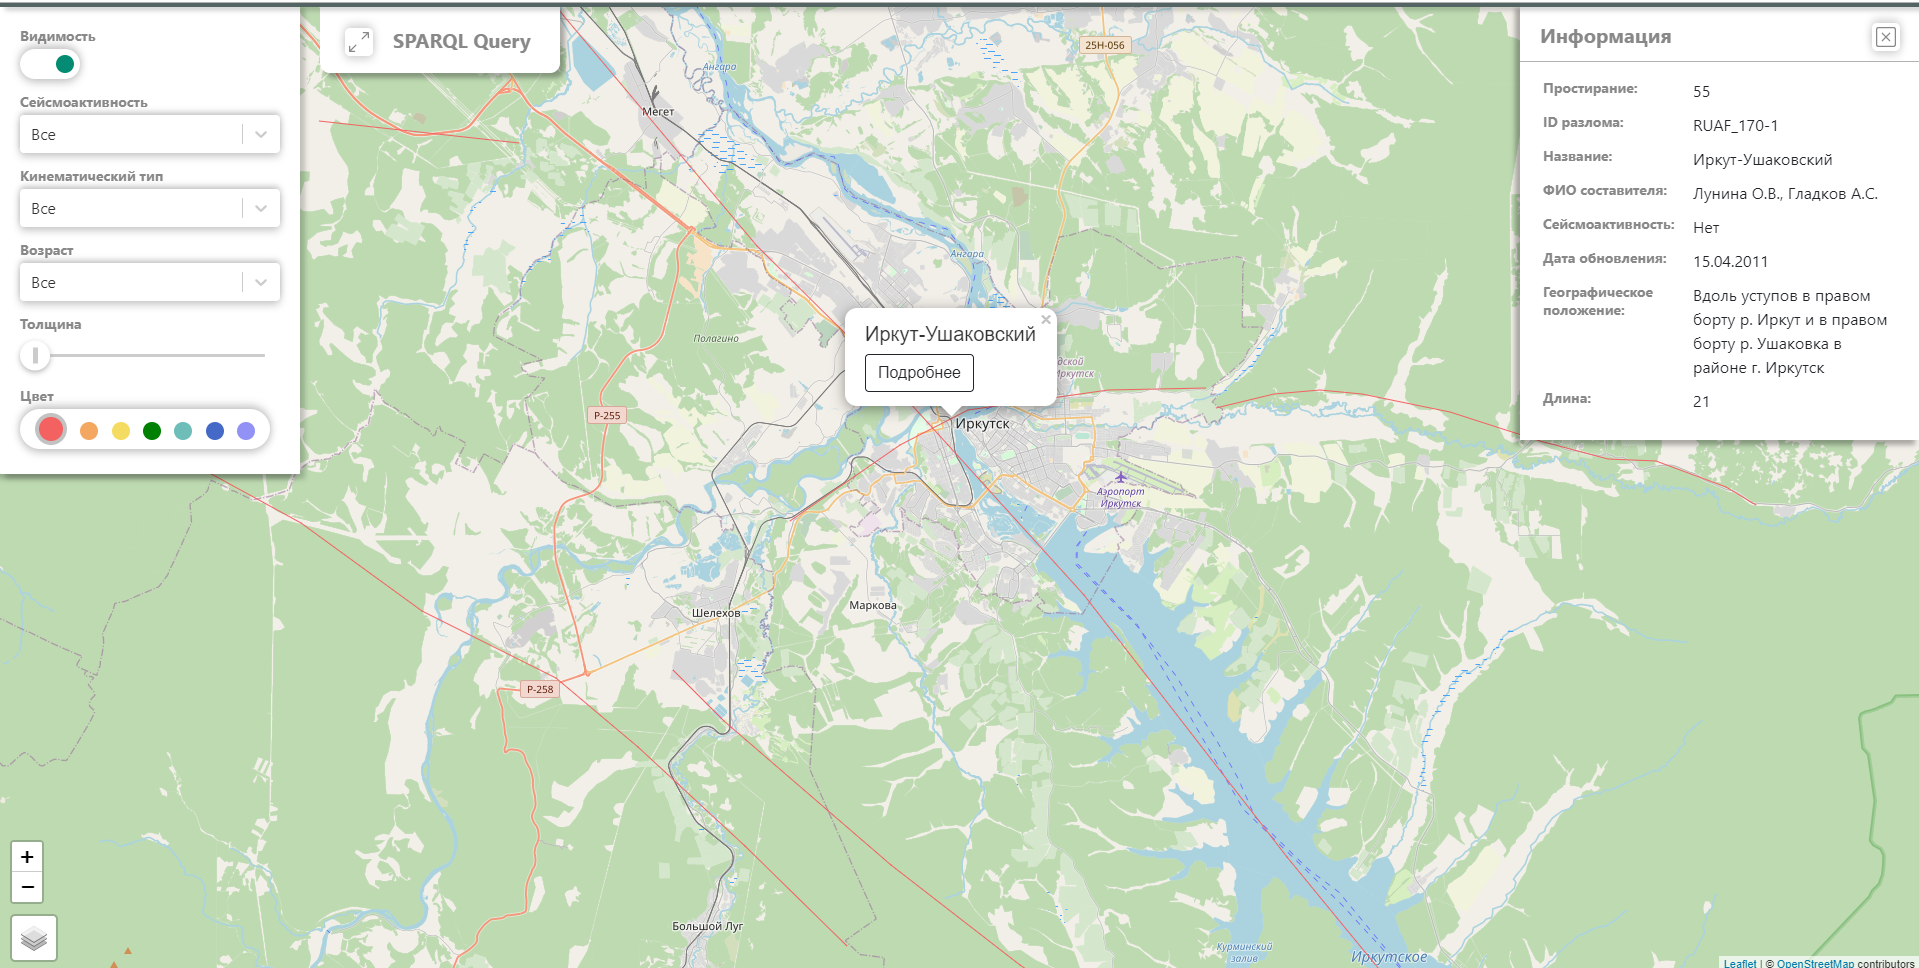 Видимость
Сейсмоактивность
Все
Кинематический тип
Все
Возраст
Все
Толщина
Цвет
SPARQL Query
Информация
Простирание: 55
ID разлома: RUAF_170-1
Название: Иркут-Ушаковский
ФИО составителя: Лунина О.В., Гладков А.С.
Сейсмоактивность: Нет
Дата обновления: 15.04.2011
Географическое
положение:
Вдоль уступов в правом
борту р. Иркут и в правом
борту р. Ушаковка в
районе г. Иркутск
Длина: 21
25Н-056
Ангара
Мегет
Ангара
Полагино
Иркут-Ушаковский
×
Подробнее
Иркутск
Р-255
Иркутск
Аэропорт
Иркутск
Маркова
Шелехов
Р-258
Большой Луг
Курминский
залив
Иркутское
+
−
Leaflet | © OpenStreetMap contributors